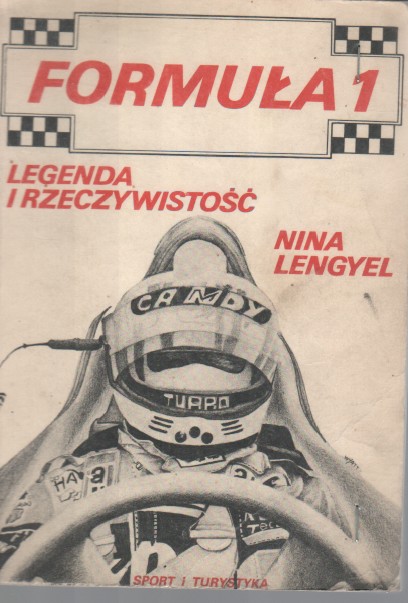 FORMUŁA 1
LEGENDA
I RZECZYWISTOŚĆ
NINA
LENGYEL
CANDY
TURBO
SPORT i TURYSTYKA